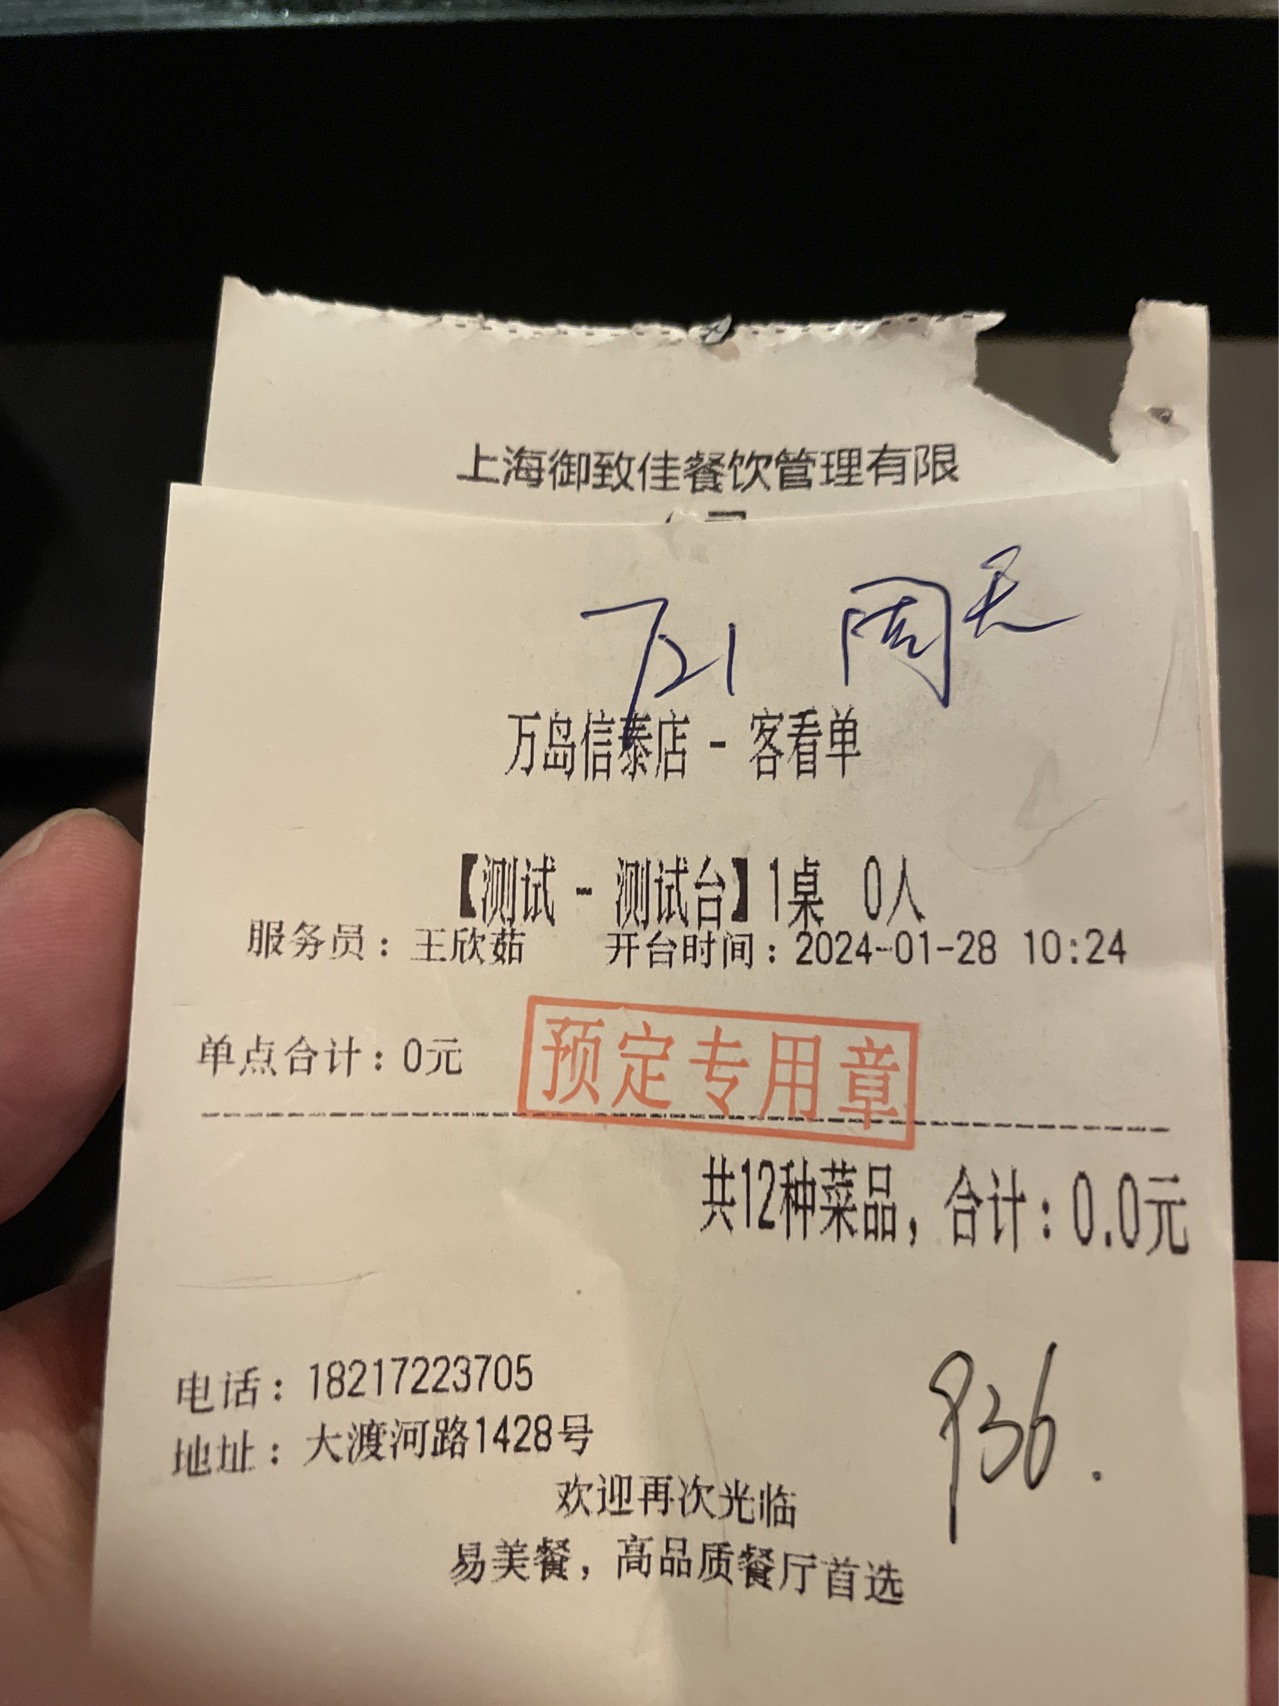 上海御致佳餐饮管理有限
721 周天
万岛信泰店 - 客看单
【测试 - 测试台】1桌 0人
服务员：王欣茹 开台时间：2024-01-28 10:24
单点合计：0元
预定专用章
共12种菜品，合计：0.0元
电话：18217223705
地址：大渡河路1428号
936.
欢迎再次光临
易美餐，高品质餐厅首选